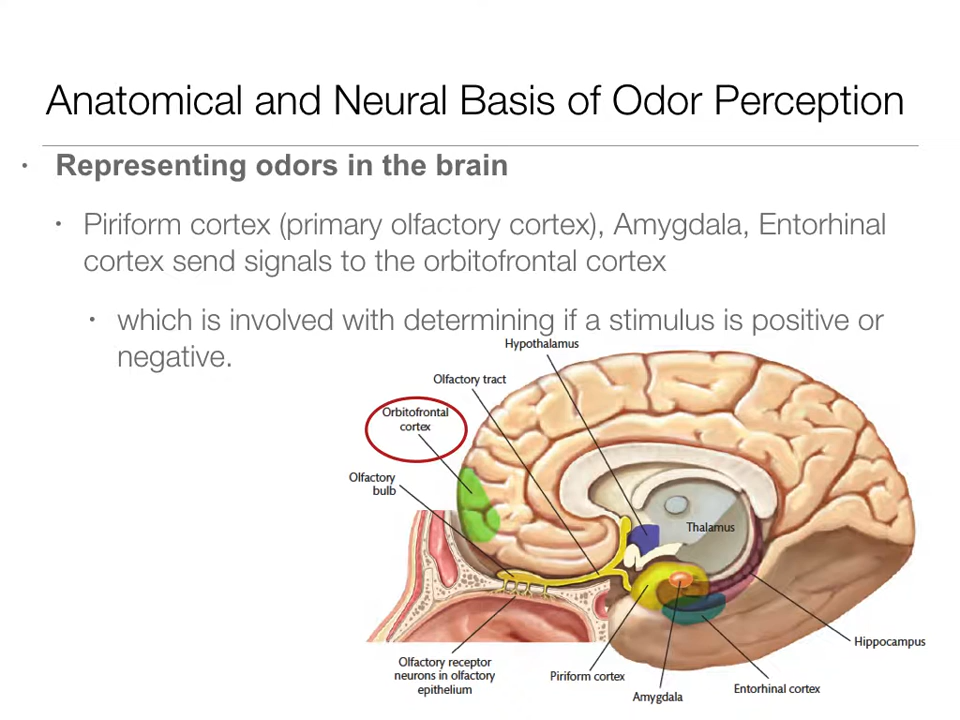 Anatomical and Neural Basis of Odor Perception
• Representing odors in the brain
• Piriform cortex (primary olfactory cortex), Amygdala, Entorhinal
cortex send signals to the orbitofrontal cortex
• which is involved with determining if a stimulus is positive or
negative.
Hypothalamus
Olfactory tract
Orbitofrontal
cortex
Olfactory
bulb
Thalamus
Hippocampus
Olfactory receptor
neurons in olfactory
epithelium
Piriform cortex
Amygdala
Entorhinal cortex